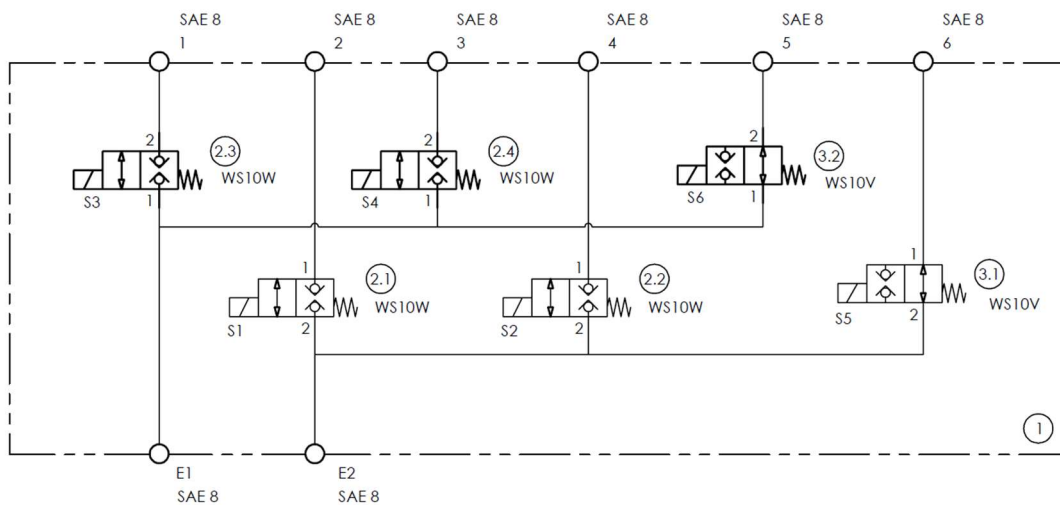 SAE 8 SAE 8 SAE 8 SAE 8 SAE 8
1 2 3 4 5 6
2 2.3 2 2.4 2 3.2
WS10W WS10W WS10V
S3 1 S4 1 S6 1
1 2.1 1 2.2 1 3.1
WS10W WS10W WS10V
S1 2 S2 2 S5 2
1
E1 E2
SAE 8 SAE 8